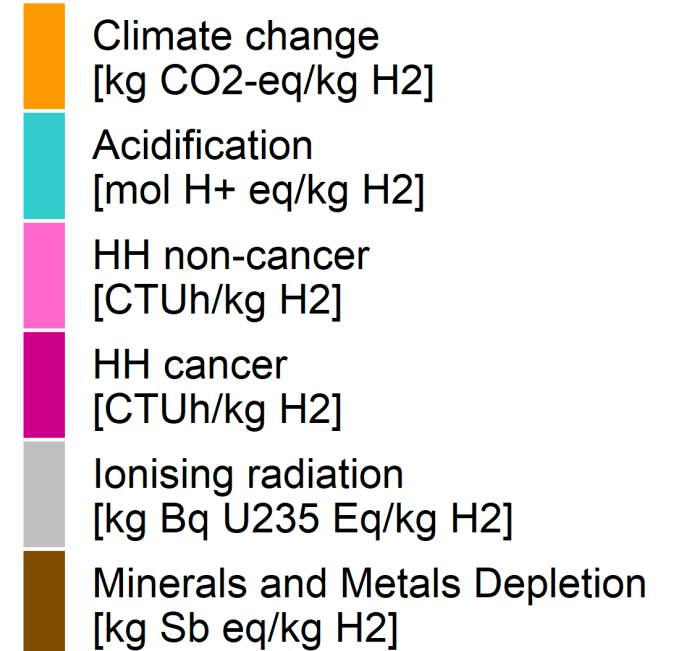 Climate change
[kg CO2-eq/kg H2]
Acidification
[mol H+ eq/kg H2]
HH non-cancer
[CTUh/kg H2]
HH cancer
[CTUh/kg H2]
Ionising radiation
[kg Bq U235 Eq/kg H2]
Minerals and Metals Depletion
[kg Sb eq/kg H2]